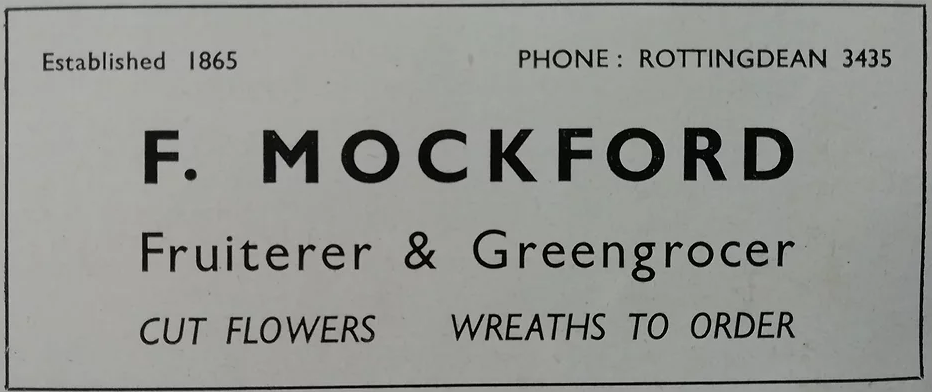 Established 1865 PHONE: ROTTINGDEAN 3435
F. MOCKFORD
Fruiterer & Greengrocer
CUT FLOWERS WREATHS TO ORDER